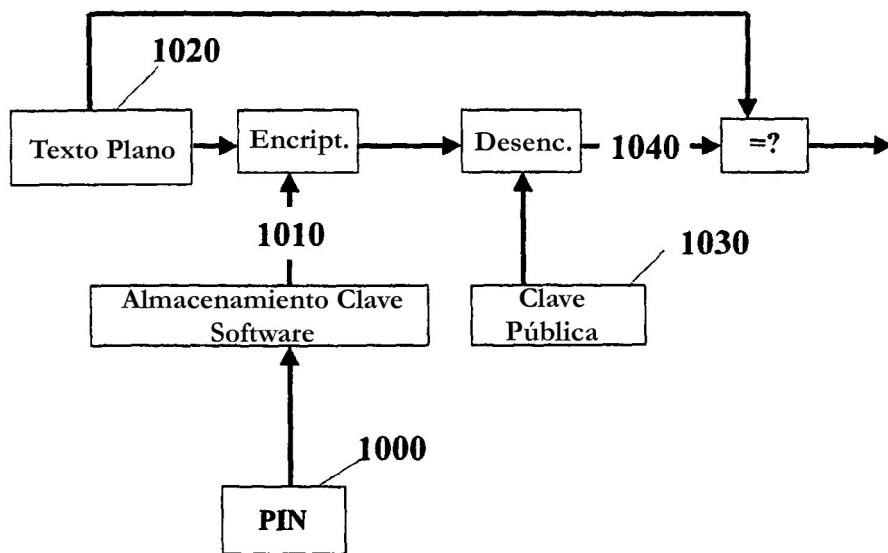 1020
Texto Plano
Encript.
Desenc.
1040
=?
1010
1030
Almacenamiento Clave
Software
Clave
Pública
1000
PIN